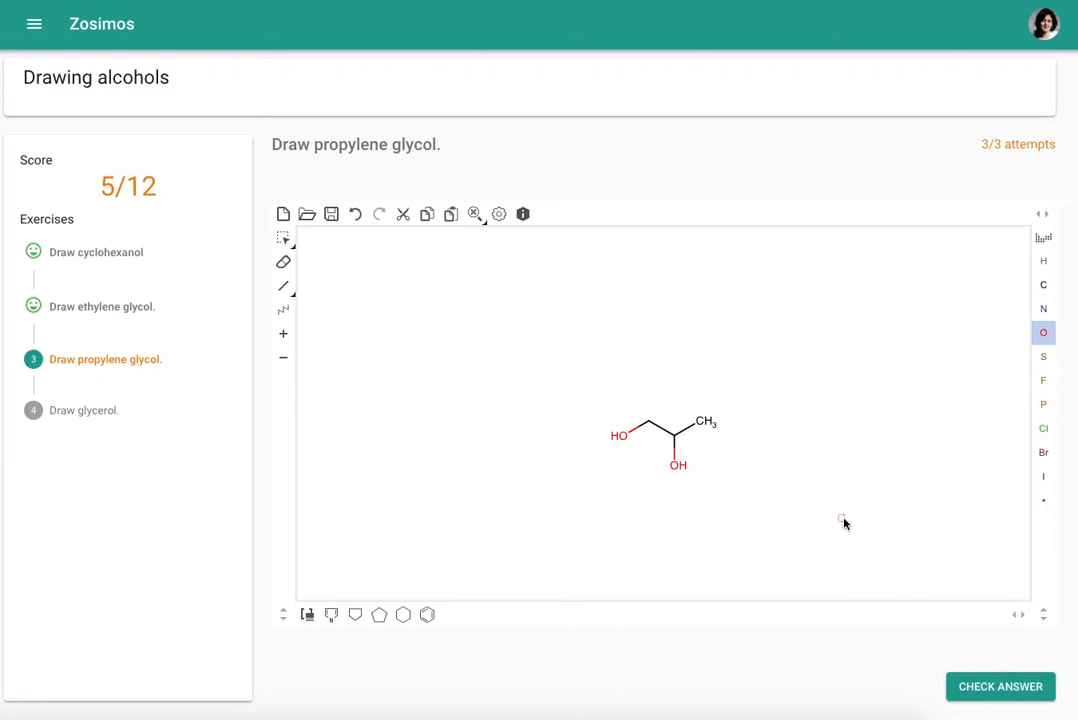 Zosimos
Drawing alcohols
Score
5/12
Exercises
Draw cyclohexanol
Draw ethylene glycol.
3 Draw propylene glycol.
4 Draw glycerol.
Draw propylene glycol.
3/3 attempts
H
C
N
O
S
F
P
Cl
Br
I
HO
CH3
OH
N
CHECK ANSWER